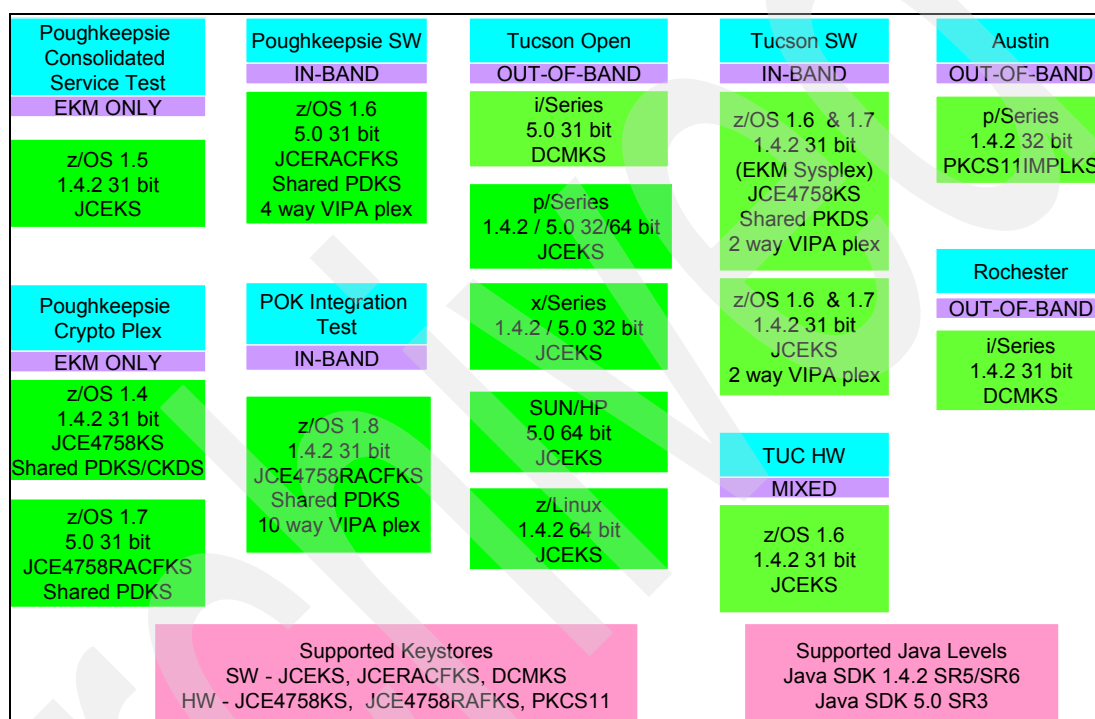 Poughkeepsie
Consolidated
Service Test
EKM ONLY
z/OS 1.5
1.4.2 31 bit
JCEKS
Poughkeepsie
Crypto Plex
EKM ONLY
z/OS 1.4
1.4.2 31 bit
JCE4758KS
Shared PDKS/CKDS
z/OS 1.7
5.0 31 bit
JCE4758RACFKS
Shared PDKS
Poughkeepsie SW
IN-BAND
z/OS 1.6
5.0 31 bit
JCERACFKS
Shared PDKS
4 way VIPA plex
POK Integration
Test
IN-BAND
z/OS 1.8
1.4.2 31 bit
JCE4758RACFKS
Shared PDKS
10 way VIPA plex
Tucson Open
OUT-OF-BAND
i/Series
5.0 31 bit
DCMKS
p/Series
1.4.2 / 5.0 32/64 bit
JCEKS
x/Series
1.4.2 / 5.0 32 bit
JCEKS
SUN/HP
5.0 64 bit
JCEKS
z/Linux
1.4.2 64 bit
JCEKS
Tucson SW
IN-BAND
z/OS 1.6 & 1.7
1.4.2 31 bit
(EKM Sysplex)
JCE4758KS
Shared PKDS
2 way VIPA plex
z/OS 1.6 & 1.7
1.4.2 31 bit
JCEKS
2 way VIPA plex
TUC HW
MIXED
z/OS 1.6
1.4.2 31 bit
JCEKS
Austin
OUT-OF-BAND
p/Series
1.4.2 32 bit
PKCS11IMPLKS
Rochester
OUT-OF-BAND
i/Series
1.4.2 31 bit
DCMKS
Supported Keystores
SW - JCEKS, JCERACFKS, DCMKS
HW - JCE4758KS, JCE4758RAFKS, PKCS11
Supported Java Levels
Java SDK 1.4.2 SR5/SR6
Java SDK 5.0 SR3